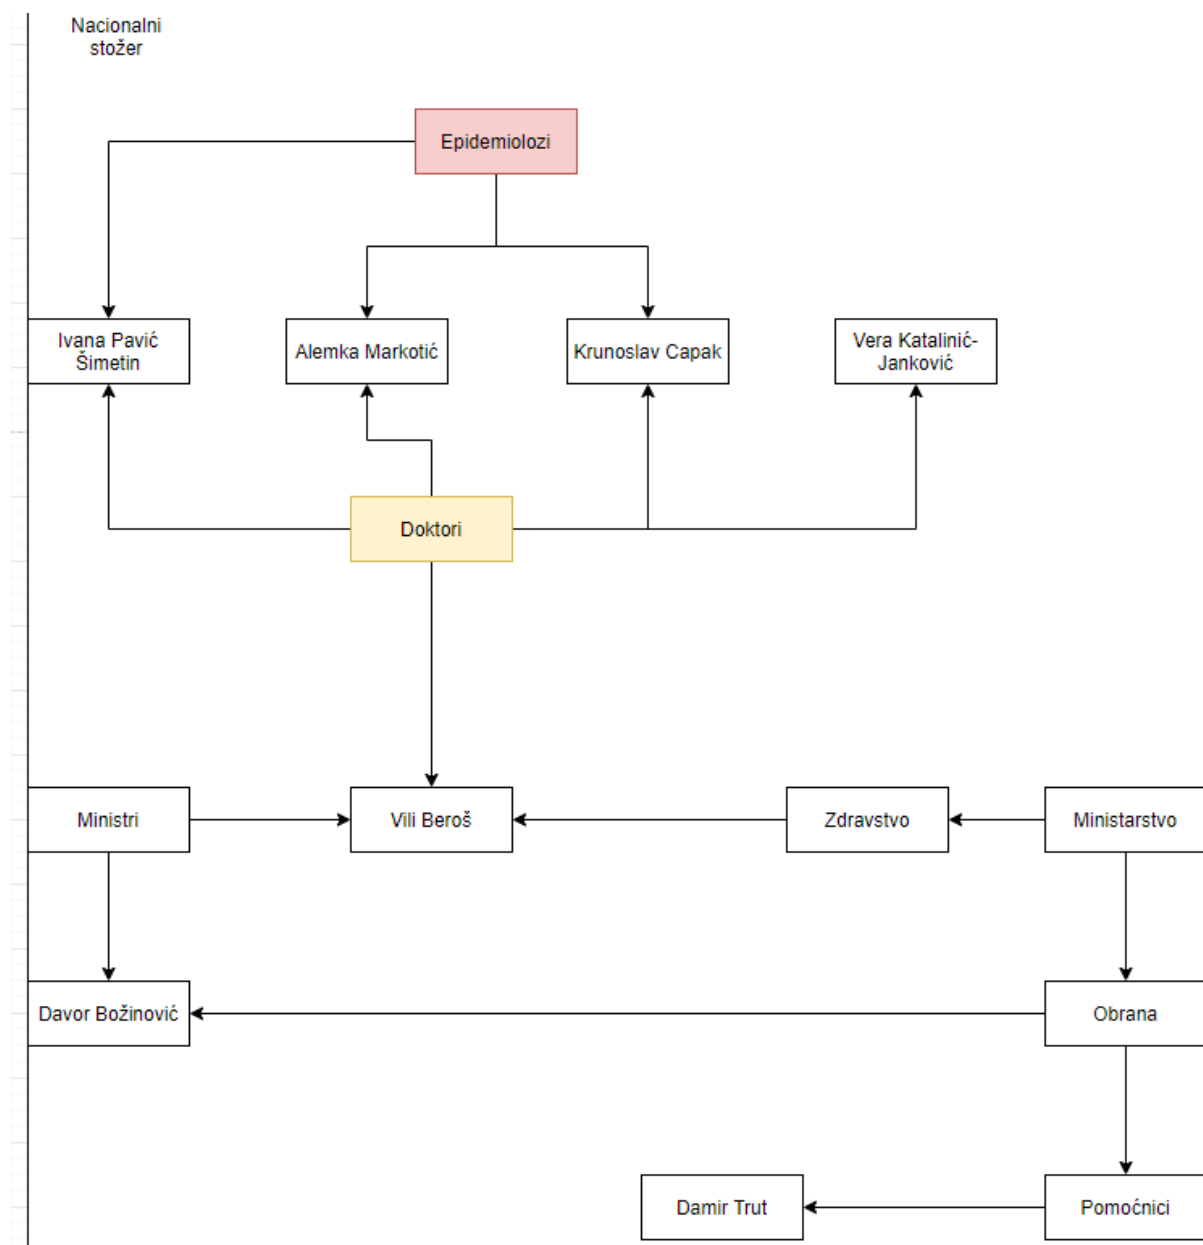 Nacionalni
stožer
Epidemiolozi
Ivana Pavić
Šimetin
Alemka Markotić
Krunoslav Capak
Vera Katalinić-
Janković
Doktori
Ministri
Vili Beroš
Zdravstvo
Ministarstvo
Davor Božinović
Obrana
Damir Trut
Pomoćnici